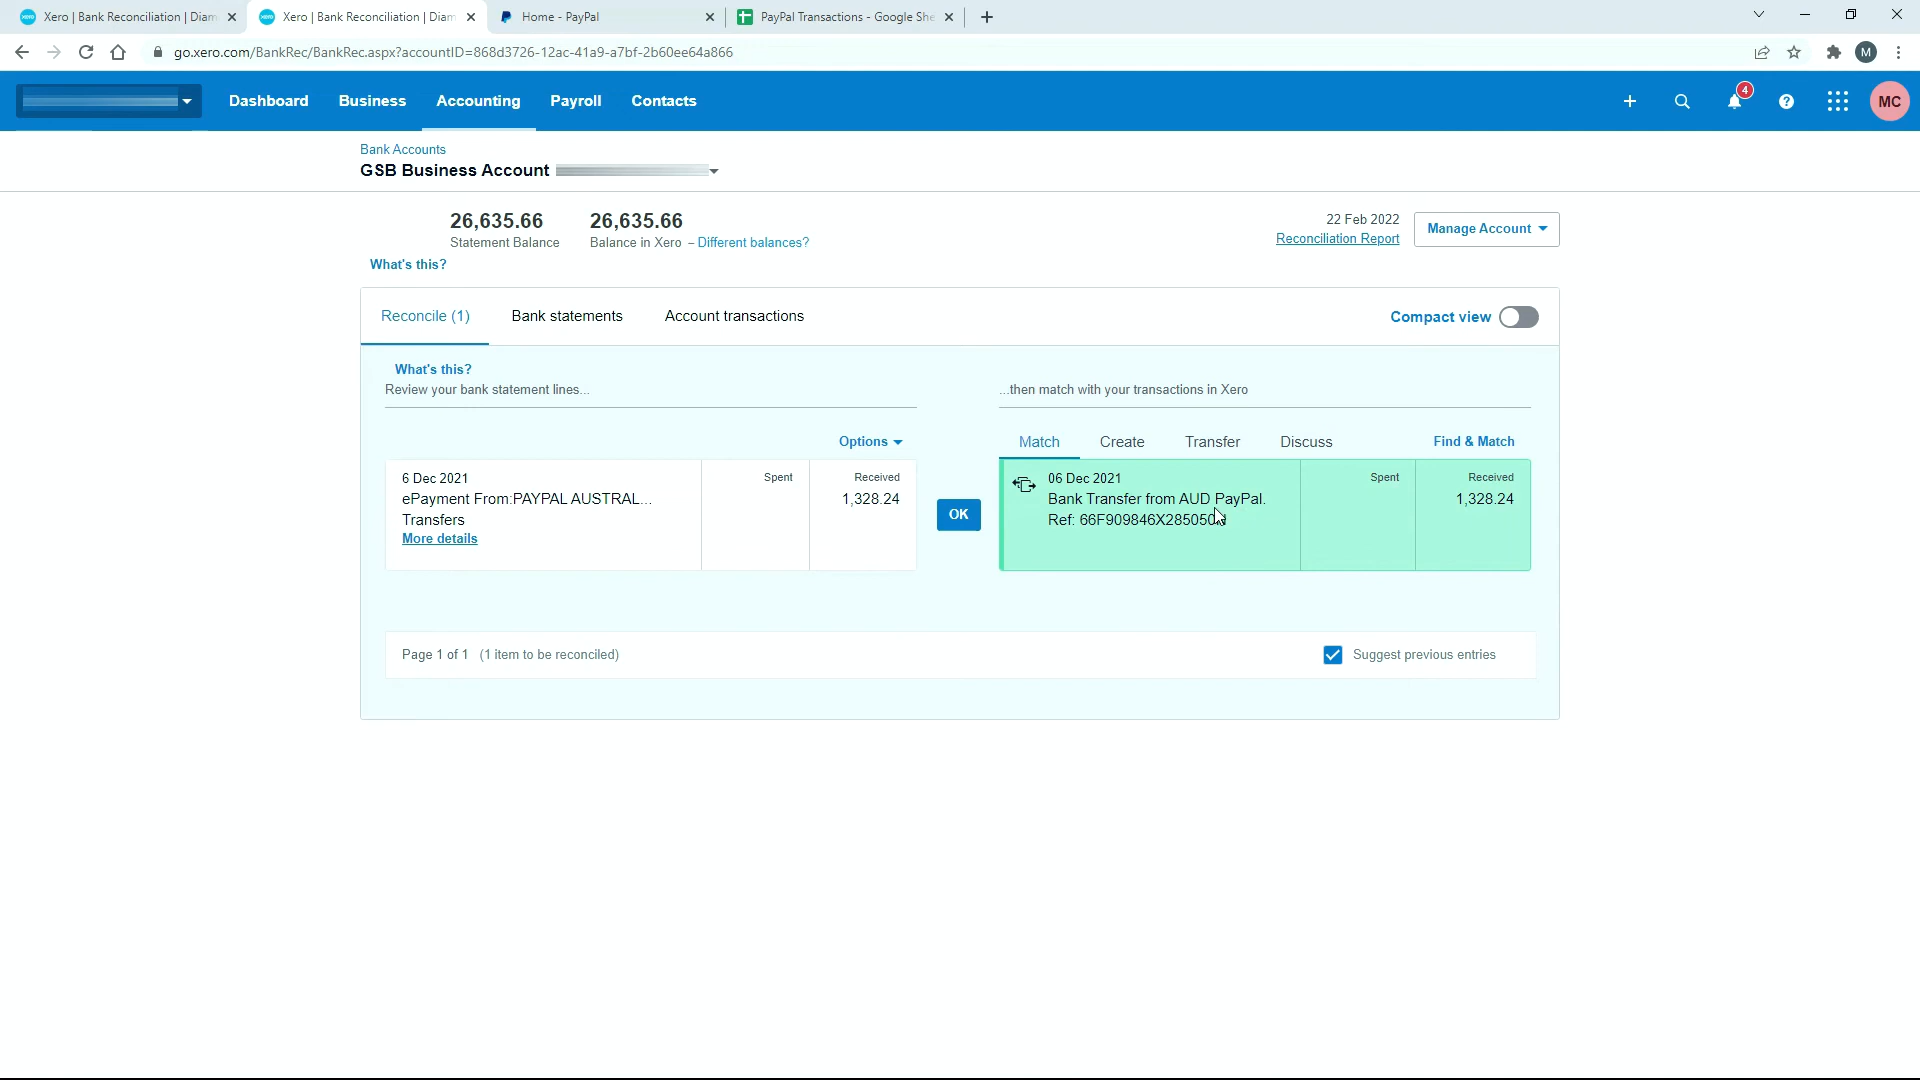 Xero | Bank Reconciliation | Diam
Xero | Bank Reconciliation | Diam
Home - PayPal
PayPal Transactions - Google She
go.xero.com/BankRec/BankRec.aspx?accountID=868d3726-12ac-41a9-a7bf-2b60ee64a866
M
Dashboard
Business
Accounting
Payroll
Contacts
4
MC
Bank Accounts
GSB Business Account
26,635.66
Statement Balance
26,635.66
Balance in Xero - Different balances?
What's this?
22 Feb 2022
Reconciliation Report
Manage Account
Reconcile (1)
Bank statements
Account transactions
Compact view
What's this?
Review your bank statement lines...
...then match with your transactions in Xero
Options
Match
Create
Transfer
Discuss
Find & Match
6 Dec 2021
ePayment From:PAYPAL AUSTRAL...
Transfers
More details
Spent
Received
1,328.24
OK
06 Dec 2021
Bank Transfer from AUD PayPal.
Ref: 66F909846X285050
Spent
Received
1,328.24
Page 1 of 1 (1 item to be reconciled)
Suggest previous entries